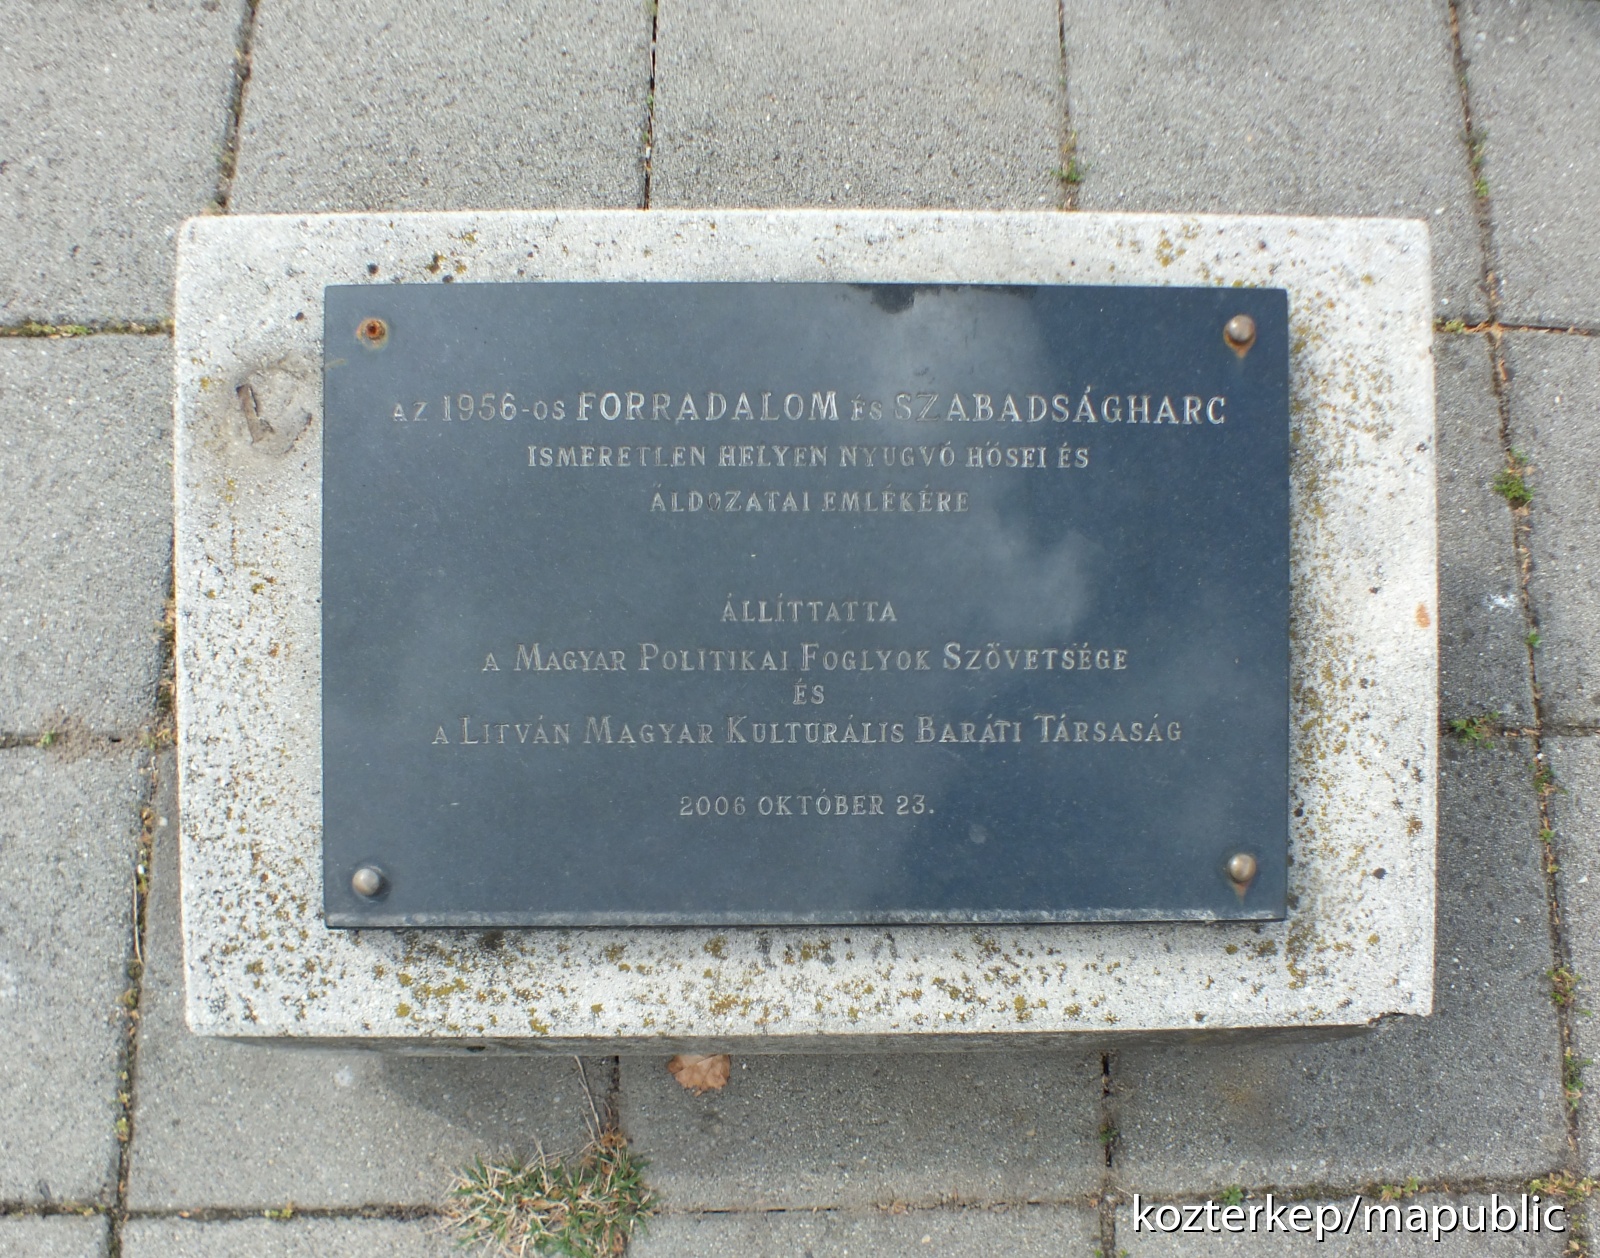 AZ 1956-OS FORRADALOM ÉS SZABADSÁGHARC
ISMERETLEN HELYEN NYUGVÓ HŐSEI ÉS
ÁLDOZATAI EMLÉKÉRE
ÁLLÍTTATTA
A MAGYAR POLITIKAI FOGLYOK SZÖVETSÉGE
ÉS
A LITVÁN MAGYAR KULTURÁLIS BARÁTI TÁRSASÁG
2006 OKTÓBER 23.
kozterkep/mapublic